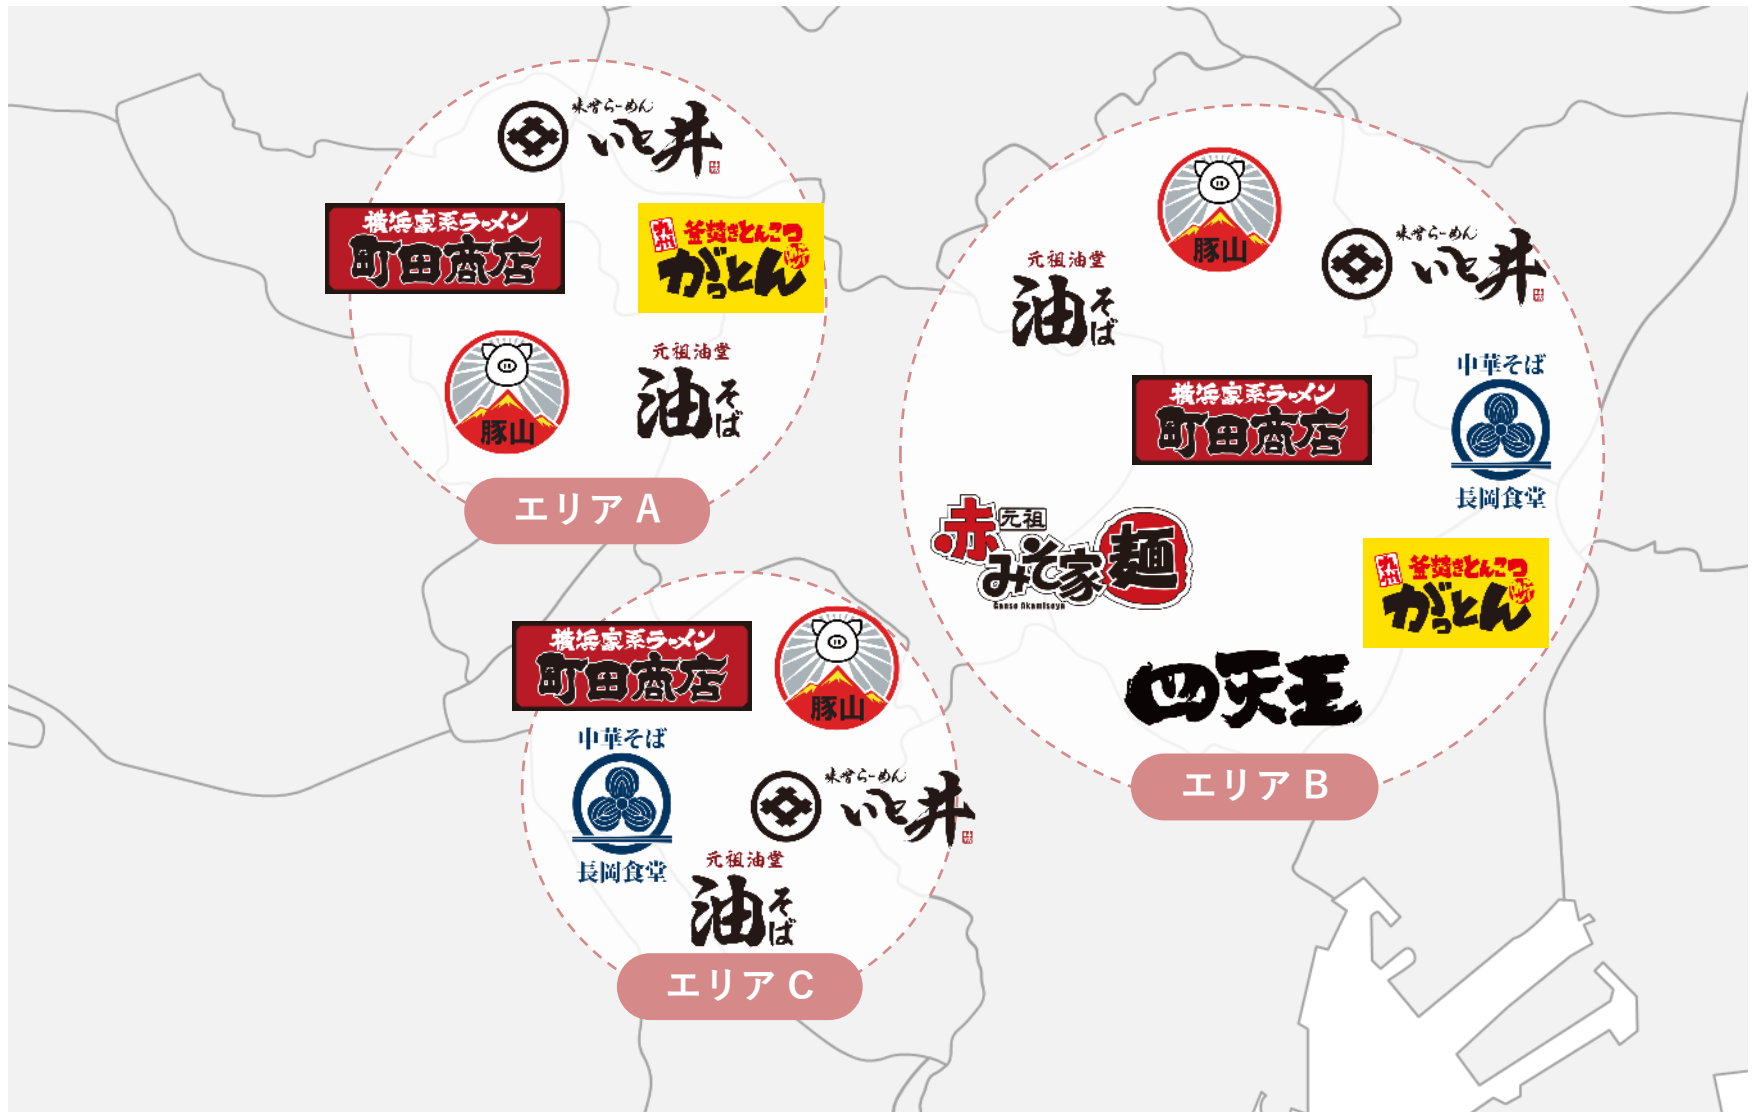 味噌らーめん
いと井
横浜家系ラーメン
町田商店
九州
釜焚きとんこつ
がっとん
豚山
元祖油堂
油そば
エリア A
豚山
味噌らーめん
いと井
元祖油堂
油そば
横浜家系ラーメン
町田商店
中華そば
長岡食堂
元祖
赤みそ家麺
Ganso Akamisoya
九州
釜焚きとんこつ
がっとん
四天王
エリア B
横浜家系ラーメン
町田商店
豚山
中華そば
長岡食堂
味噌らーめん
いと井
元祖油堂
油そば
エリア C